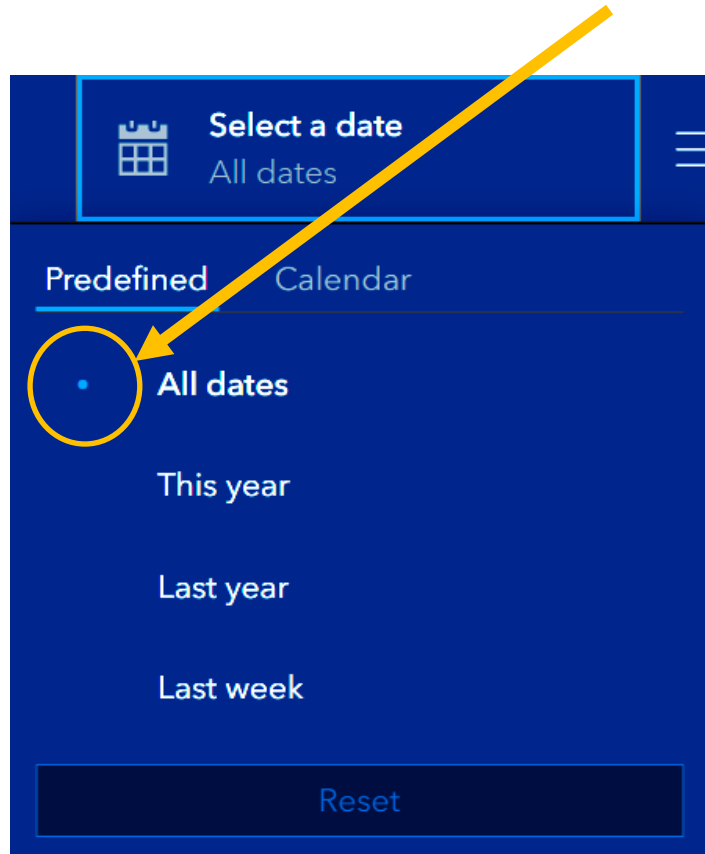 Select a date
All dates
Predefined Calendar
All dates
This year
Last year
Last week
Reset